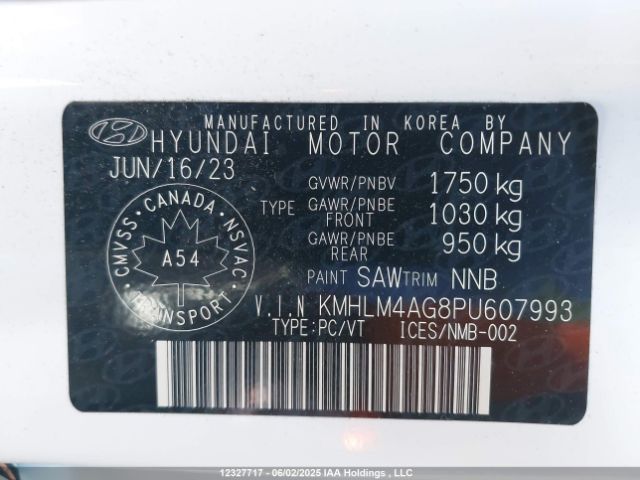 MANUFACTURED IN KOREA BY
HYUNDAI MOTOR COMPANY
JUN/16/23
GVWR/PNBV 1750 kg
TYPE GAWR/PNBE FRONT 1030 kg
GAWR/PNBE REAR 950 kg
CMVSS · CANADA · NSVAC
A54
TRANSPORT
PAINT SAW TRIM NNB
V.I.N KMHLM4AG8PU607993
TYPE:PC/VT ICES/NMB-002
12327717 - 06/02/2025 IAA Holdings , LLC